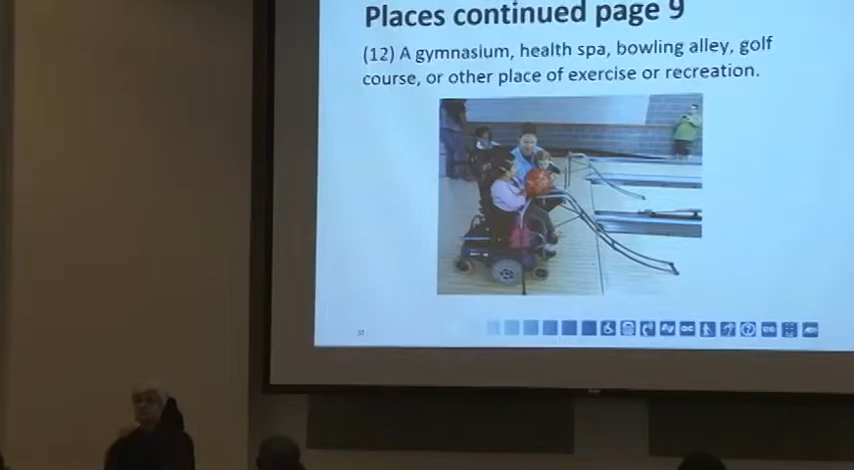 Places continued page 9
(12) A gymnasium, health spa, bowling alley, golf
course, or other place of exercise or recreation.